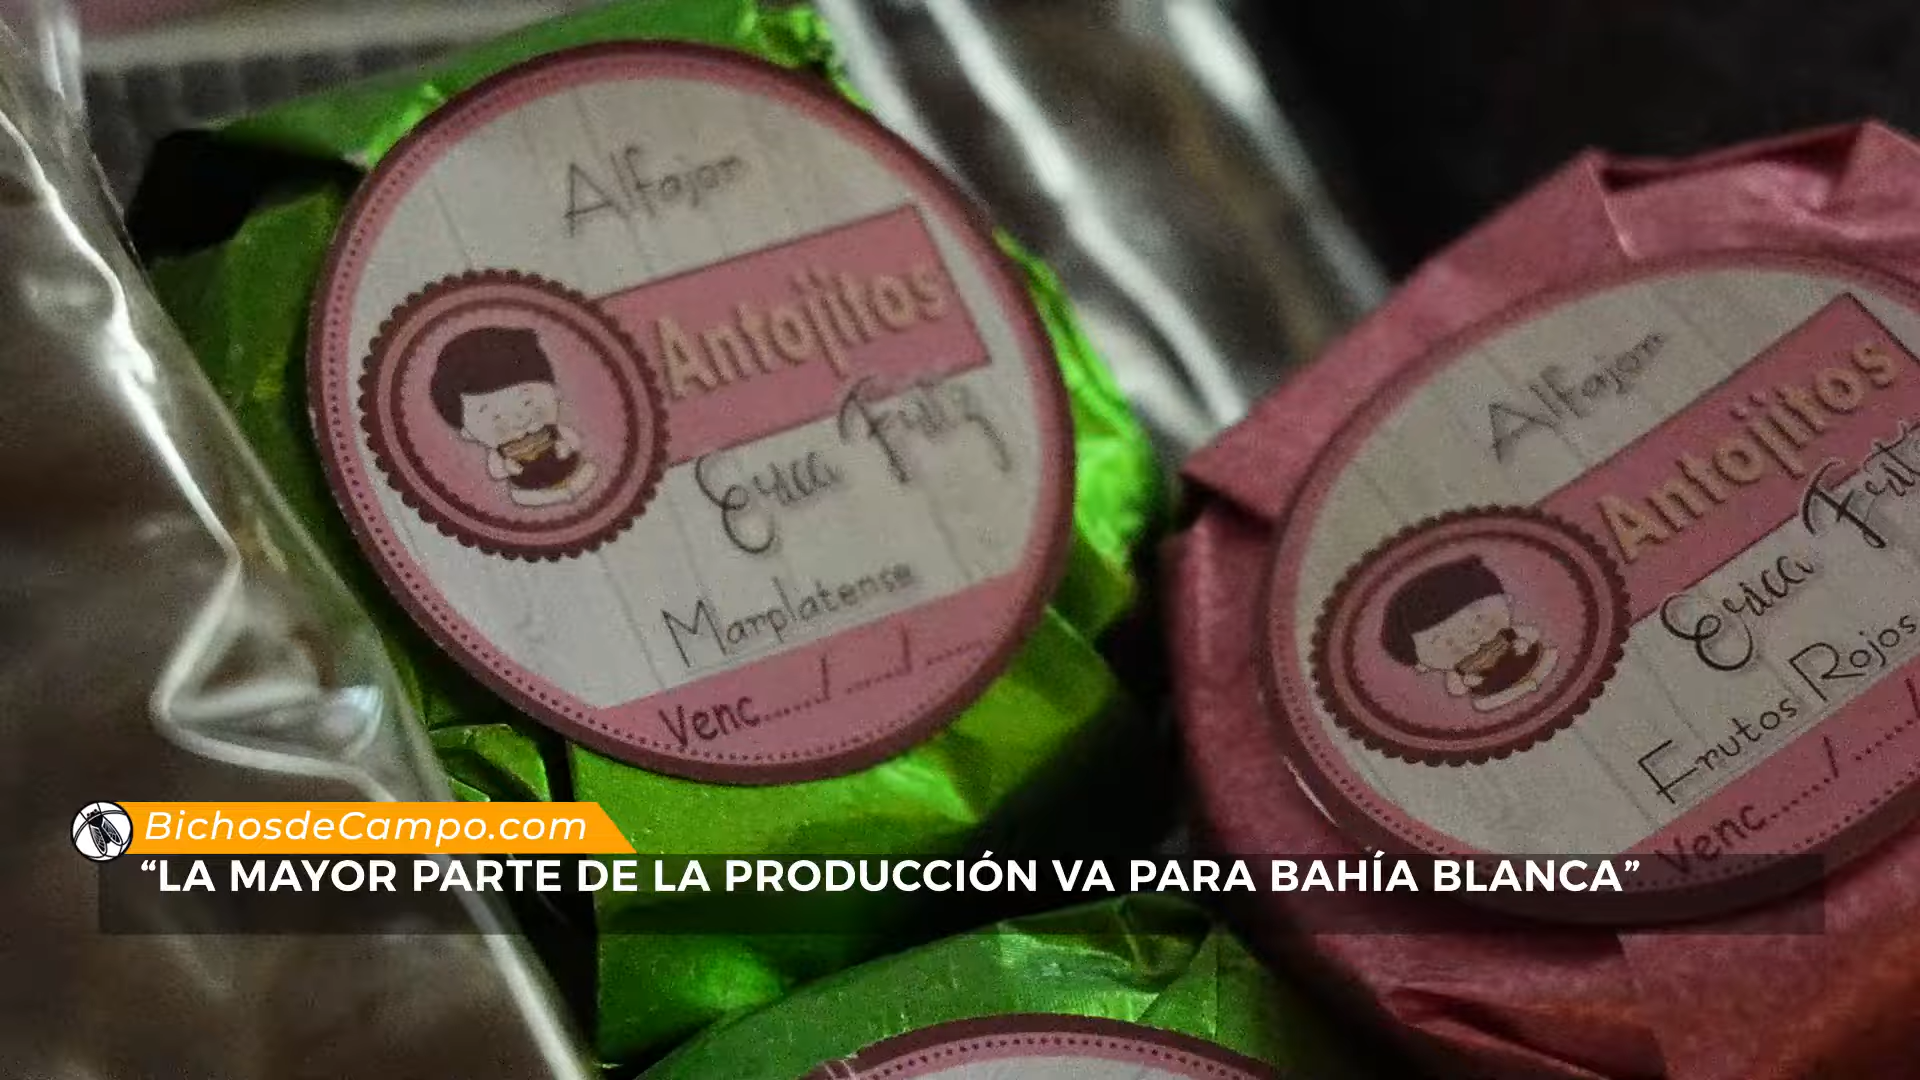 Alfajor
Antojitos
Erica Fritz
Marplatense
Venc....../....../......
Alfajor
Antojitos
Erica Fritz
Frutos Rojos
Venc....../....../
BichosdeCampo.com
“LA MAYOR PARTE DE LA PRODUCCIÓN VA PARA BAHÍA BLANCA”